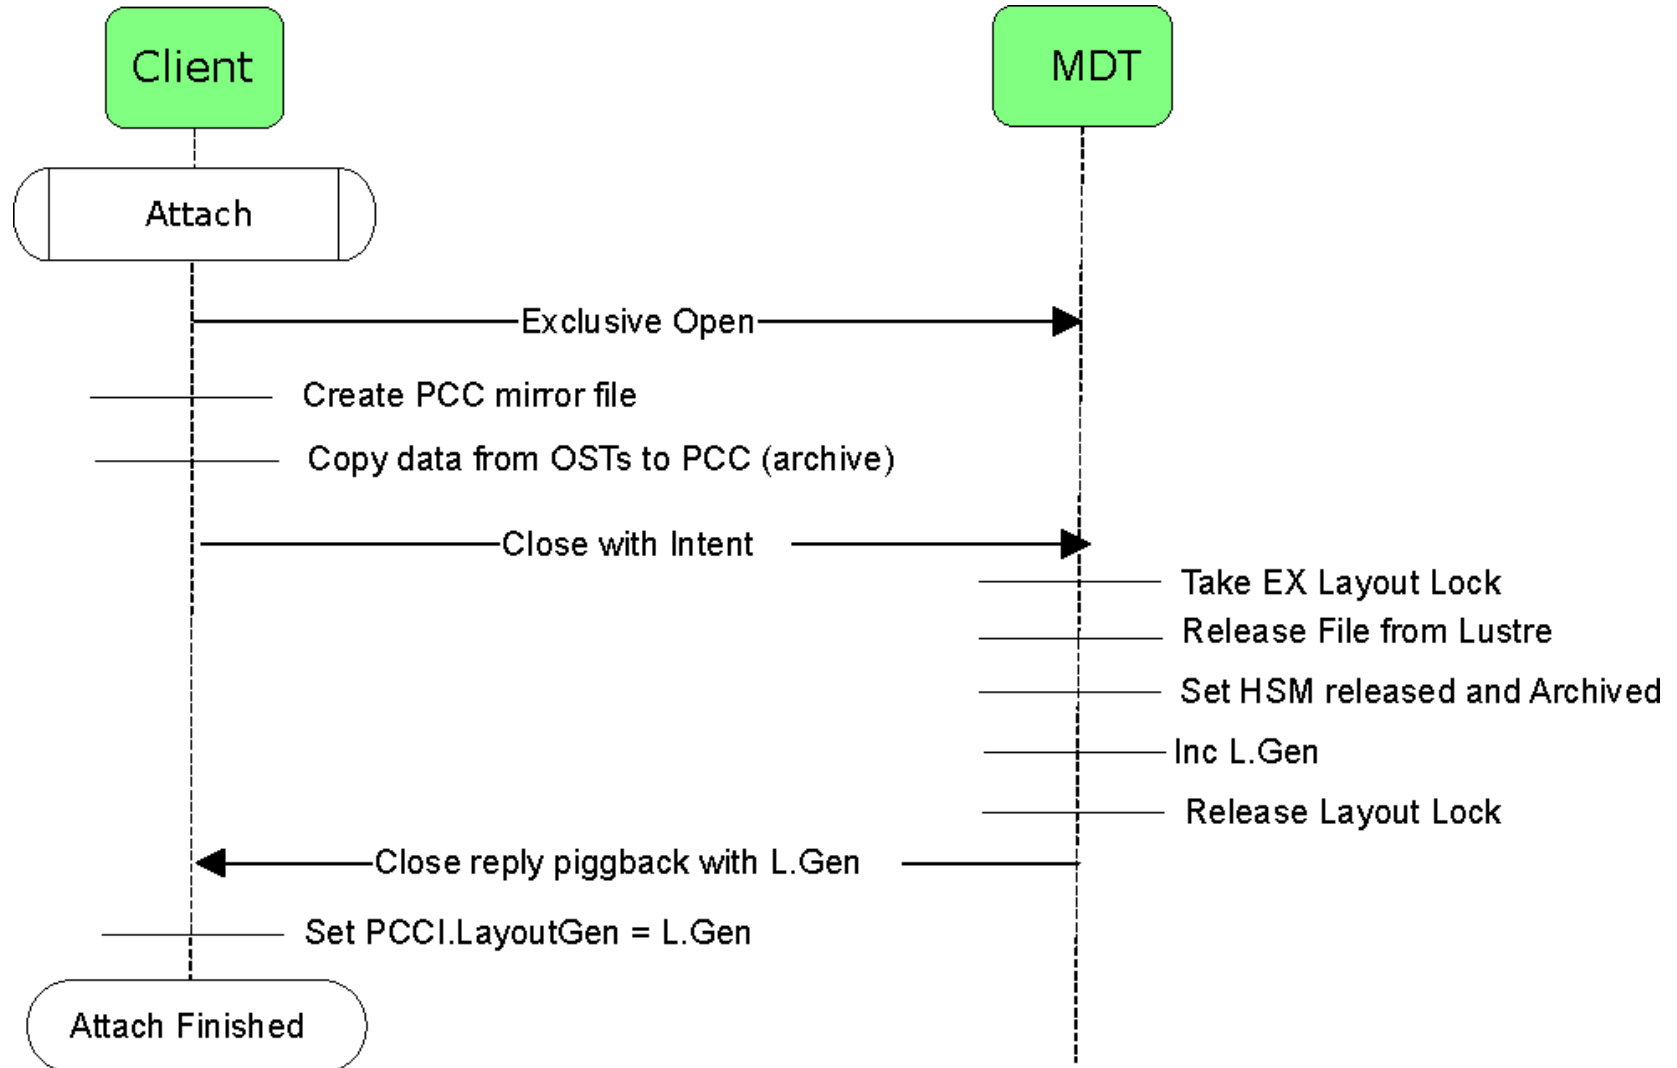 Client
MDT
Attach
Exclusive Open
Create PCC mirror file
Copy data from OSTs to PCC (archive)
Close with Intent
Take EX Layout Lock
Release File from Lustre
Set HSM released and Archived
Inc L.Gen
Release Layout Lock
Close reply piggback with L.Gen
Set PCCI.LayoutGen = L.Gen
Attach Finished